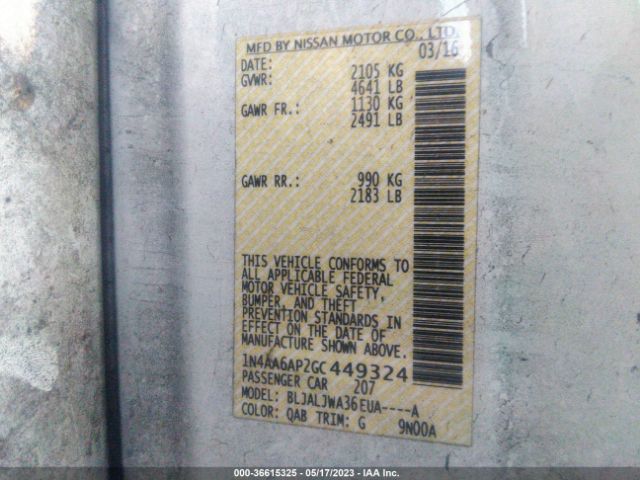 MFD BY NISSAN MOTOR CO., LTD.
DATE: 03/16
GVWR: 2105 KG
4641 LB
GAWR FR.: 1130 KG
2491 LB
GAWR RR.: 990 KG
2183 LB
THIS VEHICLE CONFORMS TO
ALL APPLICABLE FEDERAL
MOTOR VEHICLE SAFETY,
BUMPER, AND THEFT
PREVENTION STANDARDS IN
EFFECT ON THE DATE OF
MANUFACTURE SHOWN ABOVE.
1N4AA6AP2GC449324
PASSENGER CAR 207
MODEL: BLJALJWA36EUA----A
COLOR: QAB TRIM: G 9N00A
000-36615325 - 05/17/2023 - IAA Inc.